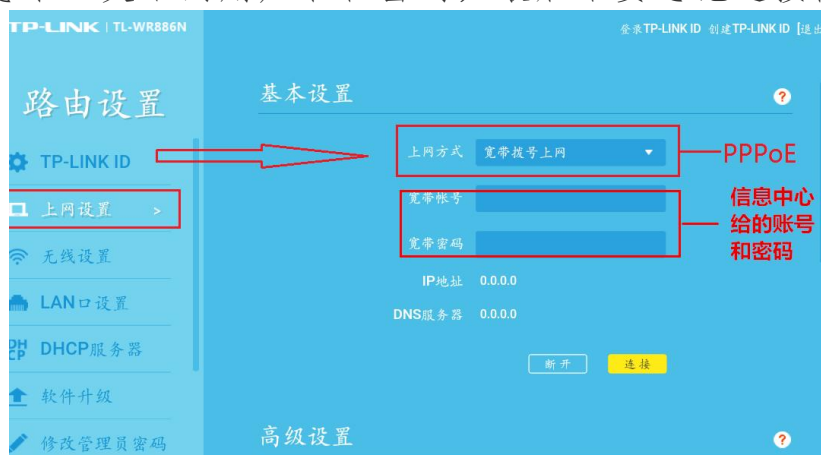 TP-LINK | TL-WR886N
登录TP-LINK ID 创建TP-LINK ID [退出
路由设置
TP-LINK ID
上网设置 >
无线设置
LAN口设置
DHCP服务器
软件升级
修改管理员密码
基本设置
上网方式 宽带拨号上网
PPPoE
宽带帐号
宽带密码
信息中心
给的账号
和密码
IP地址 0.0.0.0
DNS服务器 0.0.0.0
断开 连接
高级设置